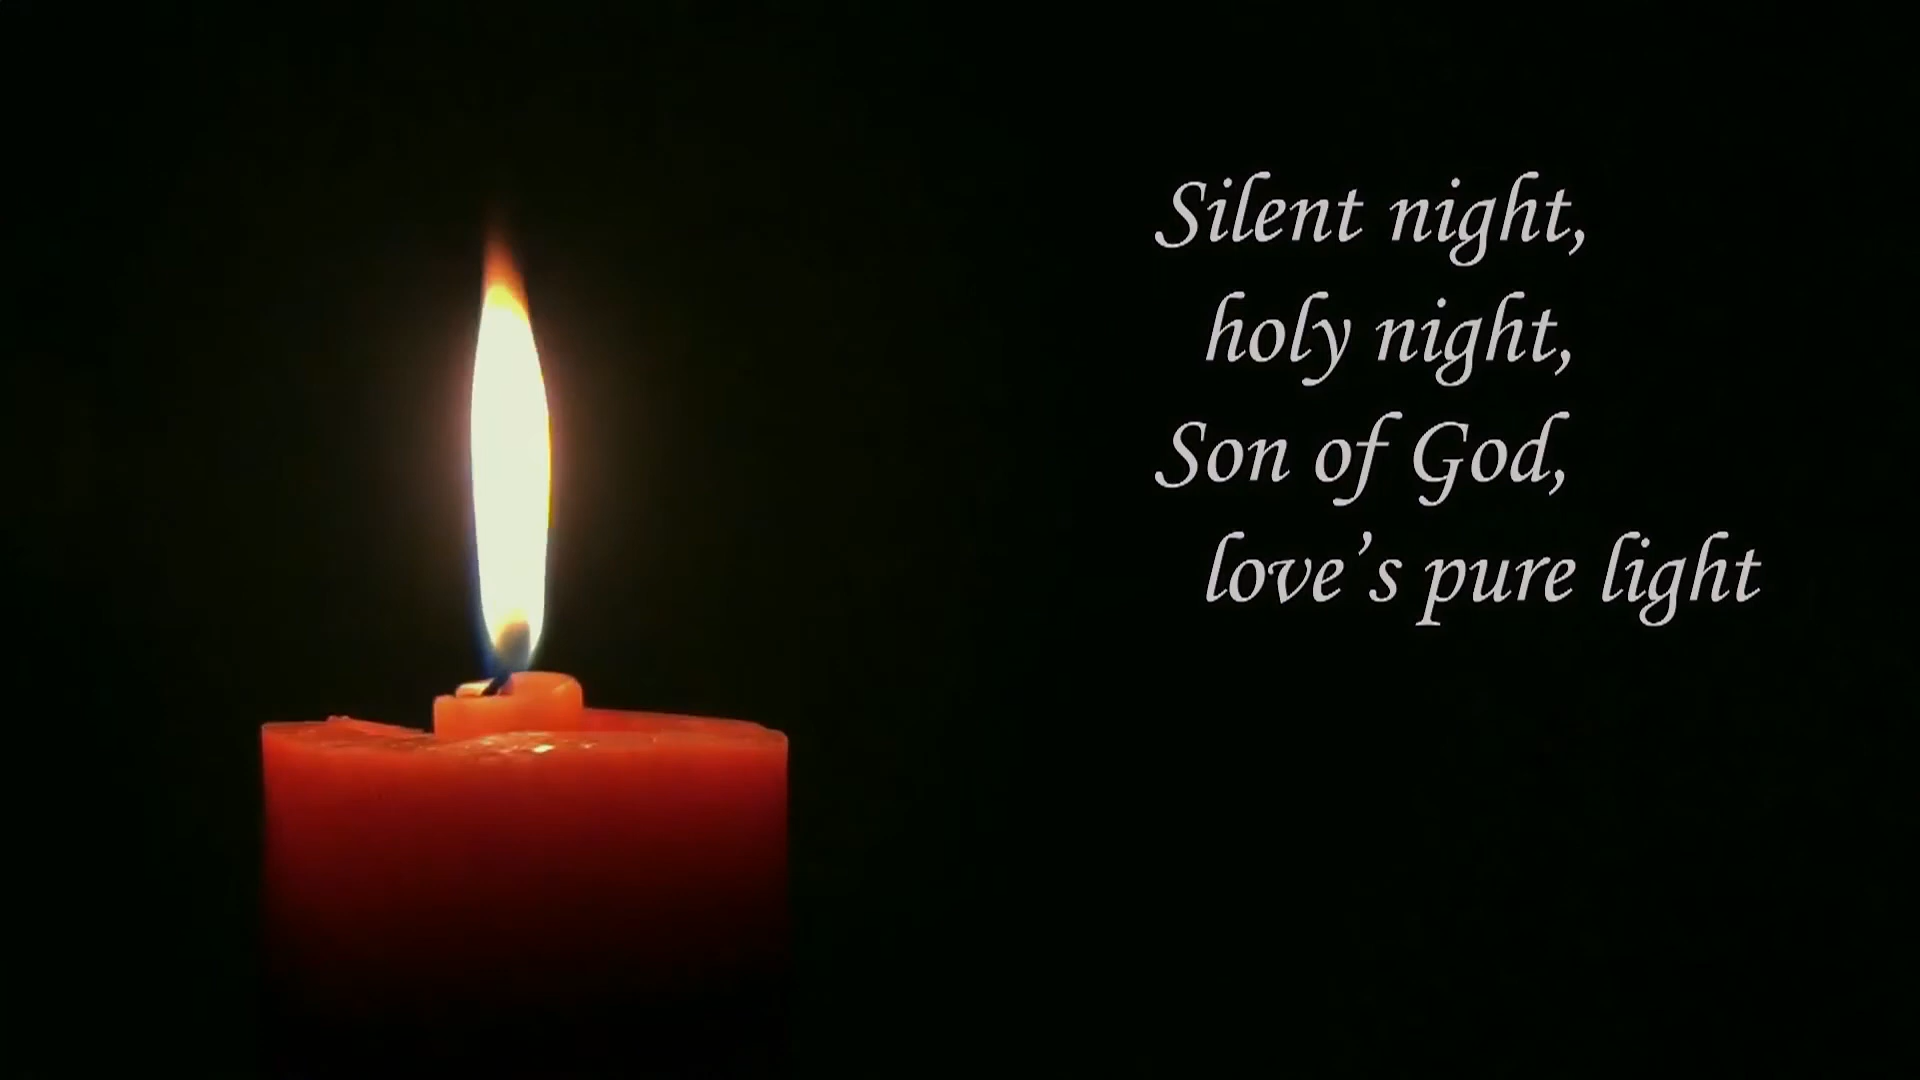 Silent night,
holy night,
Son of God,
love’s pure light